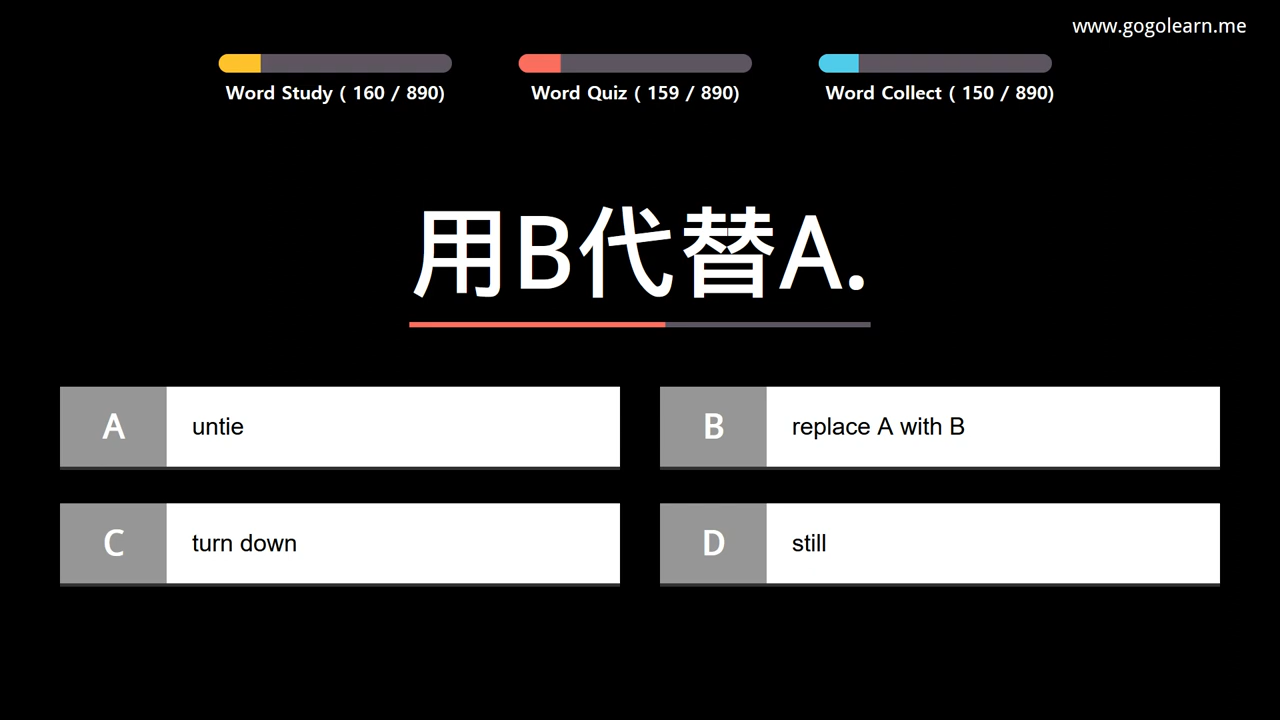 www.gogolearn.me
Word Study ( 160 / 890)
Word Quiz ( 159 / 890)
Word Collect ( 150 / 890)
用B代替A.
A untie
B replace A with B
C turn down
D still